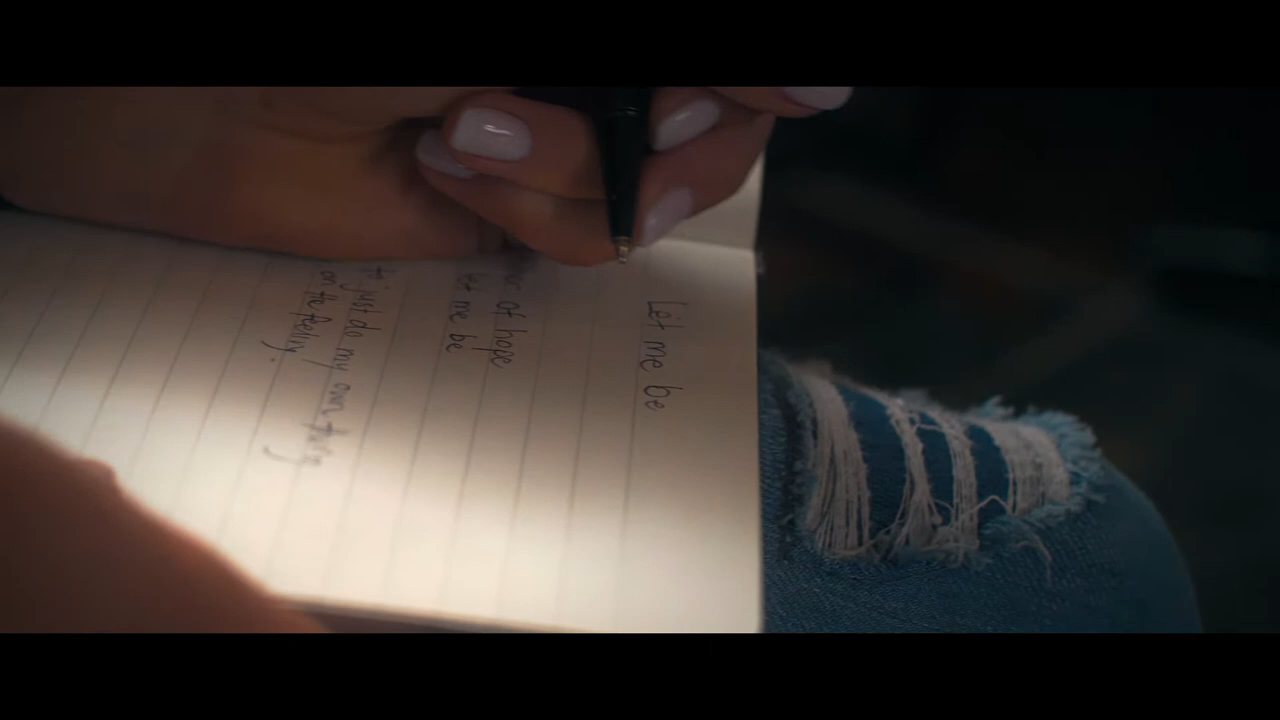 Let me be
of hope
me be
just do my own thing
on the feeling.